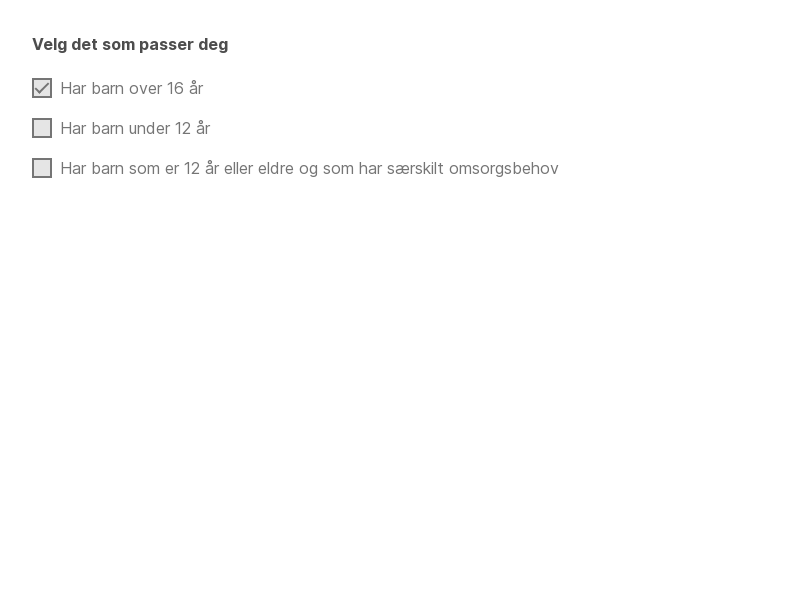 Velg det som passer deg
Har barn over 16 år
Har barn under 12 år
Har barn som er 12 år eller eldre og som har særskilt omsorgsbehov